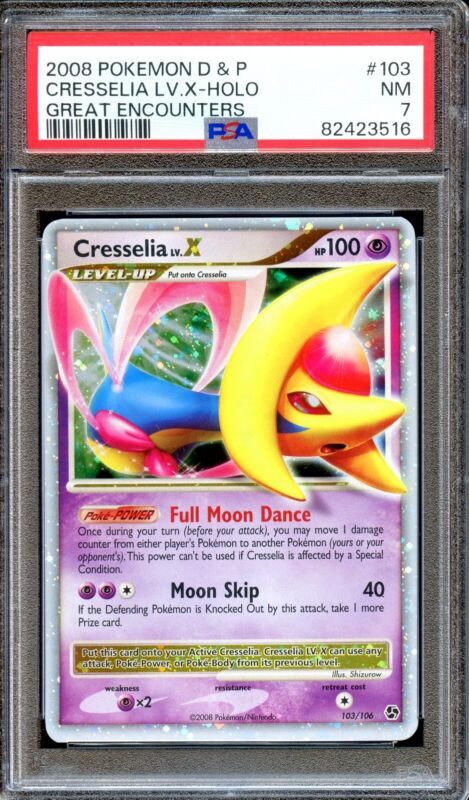 2008 POKEMON D & P #103
CRESSELIA LV.X-HOLO NM
GREAT ENCOUNTERS 7
PSA 82423516
Cresselia LV.X HP 100
LEVEL-UP Put onto Cresselia
Poké-POWER Full Moon Dance
Once during your turn (before your attack), you may move 1 damage
counter from either player's Pokémon to another Pokémon (yours or your
opponent's). This power can't be used if Cresselia is affected by a Special
Condition.
Moon Skip 40
If the Defending Pokémon is Knocked Out by this attack, take 1 more
Prize card.
Put this card onto your Active Cresselia. Cresselia LV. X can use any
attack, Poké-Power, or Poké-Body from its previous level.
Illus. Shizurow
weakness resistance retreat cost
×2
©2008 Pokémon/Nintendo 103/106